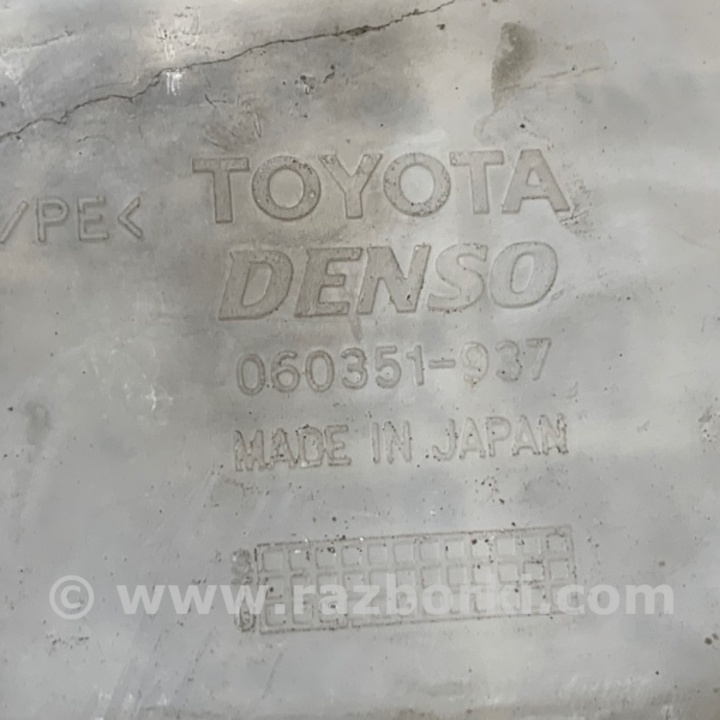 TOYOTA
/PE<
DENSO
060351-937
MADE IN JAPAN
© www.razborki.com